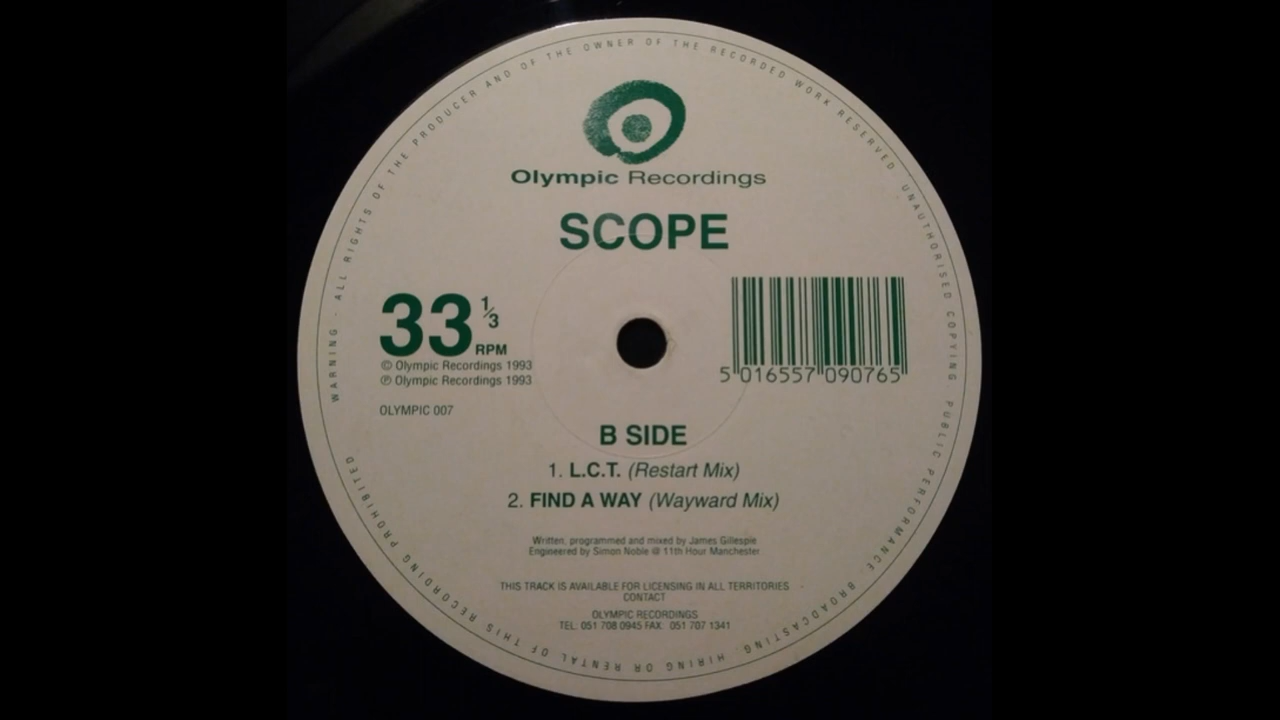 WARNING - ALL RIGHTS OF THE PRODUCER AND OF THE OWNER OF THE RECORDED WORK RESERVED UNAUTHORISED COPYING PUBLIC PERFORMANCE BROADCASTING HIRING OR RENTAL OF THIS RECORDING PROHIBITED
Olympic Recordings
SCOPE
33 1/3 RPM
© Olympic Recordings 1993
℗ Olympic Recordings 1993
OLYMPIC 007
5 016557 090765
B SIDE
1. L.C.T. (Restart Mix)
2. FIND A WAY (Wayward Mix)
Written, programmed and mixed by James Gillespie
Engineered by Simon Noble @ 11th Hour Manchester
THIS TRACK IS AVAILABLE FOR LICENSING IN ALL TERRITORIES
CONTACT
OLYMPIC RECORDINGS
TEL: 051 708 0945 FAX: 051 707 1341